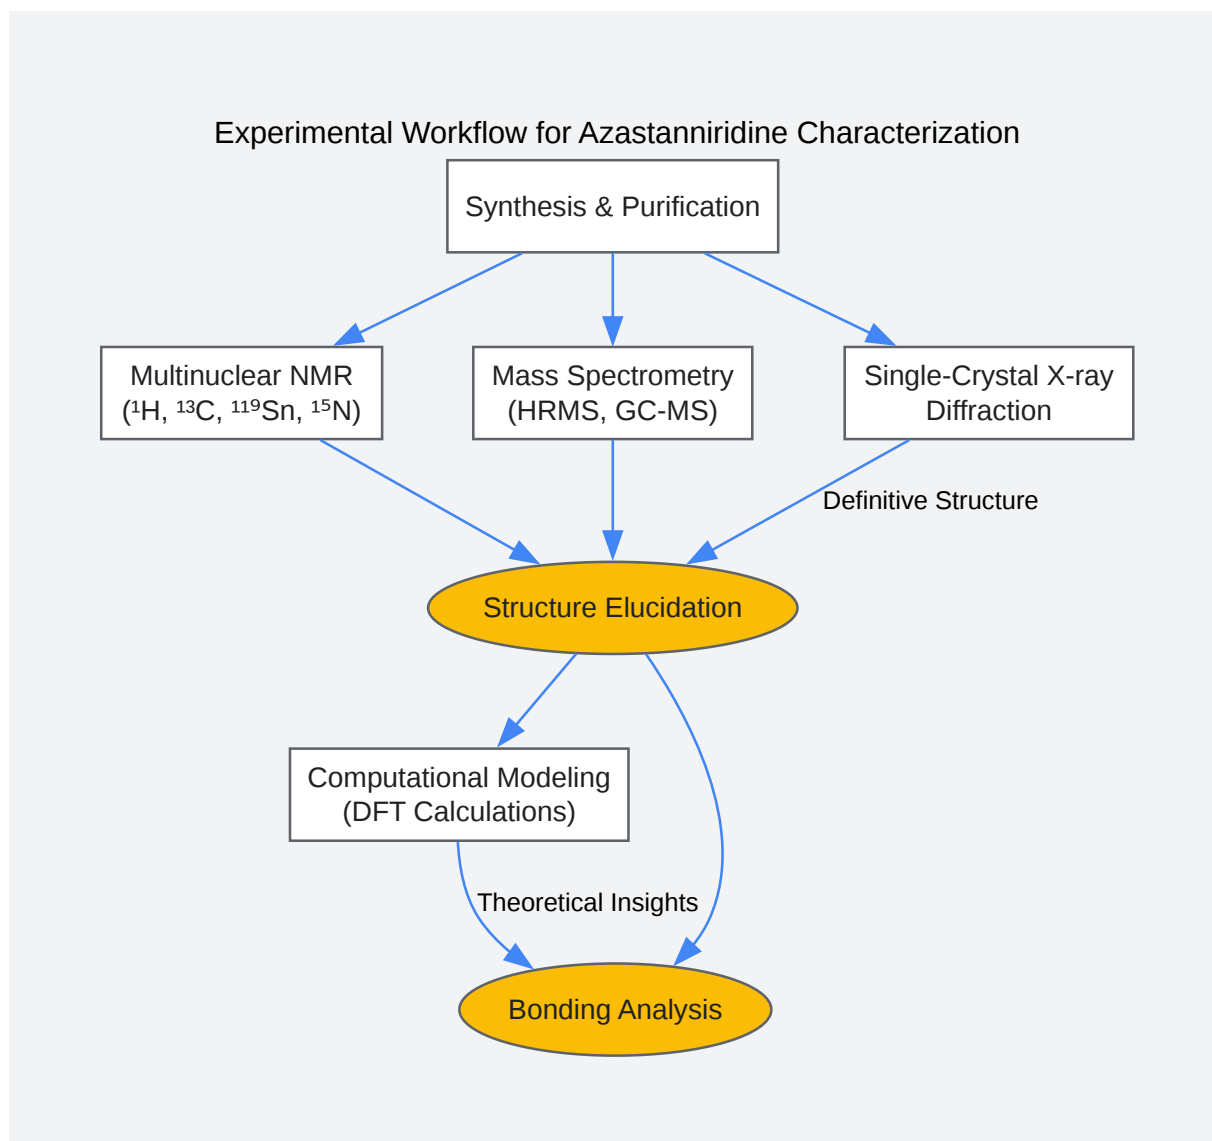 Experimental Workflow for Azastanniridine Characterization
Synthesis & Purification
Multinuclear NMR
(¹H, ¹³C, ¹¹⁹Sn, ¹⁵N)
Mass Spectrometry
(HRMS, GC-MS)
Single-Crystal X-ray
Diffraction
Definitive Structure
Structure Elucidation
Computational Modeling
(DFT Calculations)
Theoretical Insights
Bonding Analysis